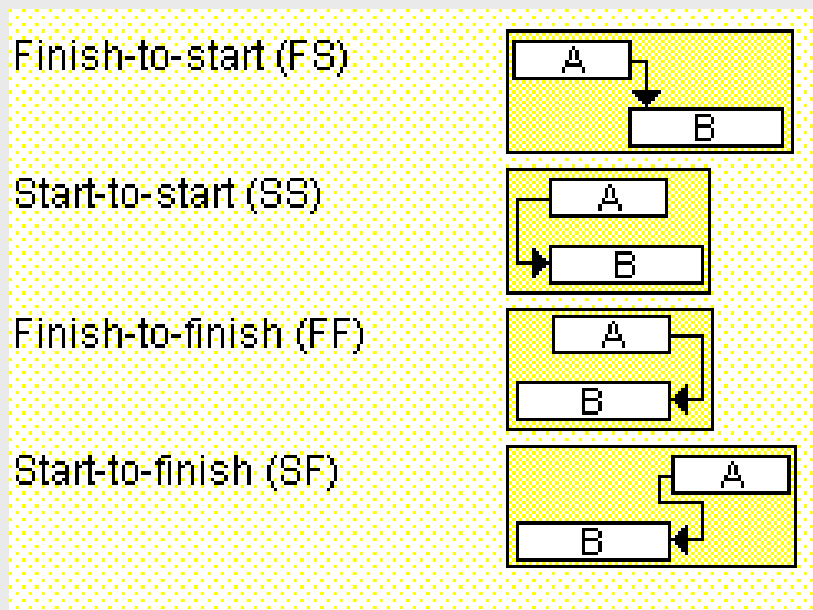 Finish-to-start (FS)
A
B
Start-to-start (SS)
A
B
Finish-to-finish (FF)
A
B
Start-to-finish (SF)
A
B